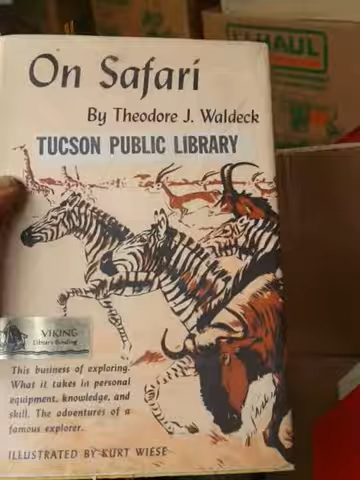 U-HAUL
On Safari
By Theodore J. Waldeck
TUCSON PUBLIC LIBRARY
VIKING
Library Binding
This business of exploring.
What it takes in personal
equipment, knowledge, and
skill. The adventures of a
famous explorer.
ILLUSTRATED BY KURT WIESE